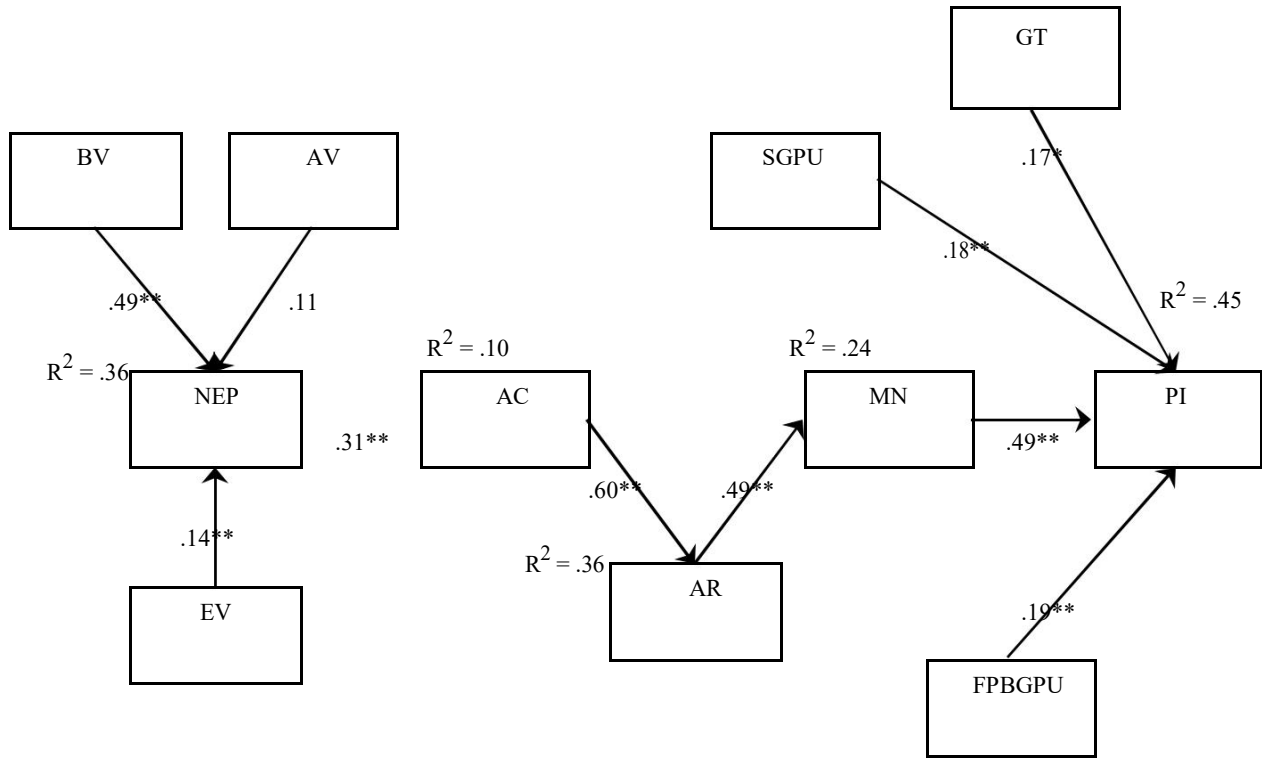 GT
BV
AV
SGPU
.17*
.18**
.49**
.11
R² = .45
R² = .10
R² = .24
R² = .36
NEP
AC
MN
PI
.31**
.49**
.60**
.49**
.14**
R² = .36
AR
EV
.19**
FPBGPU